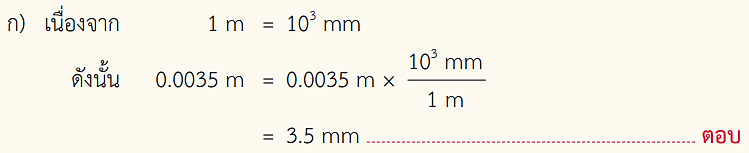 ก) เนื่องจาก 1 m = 10³ mm
ดังนั้น 0.0035 m = 0.0035 m × 10³ mm / 1 m
= 3.5 mm ........................................ ตอบ